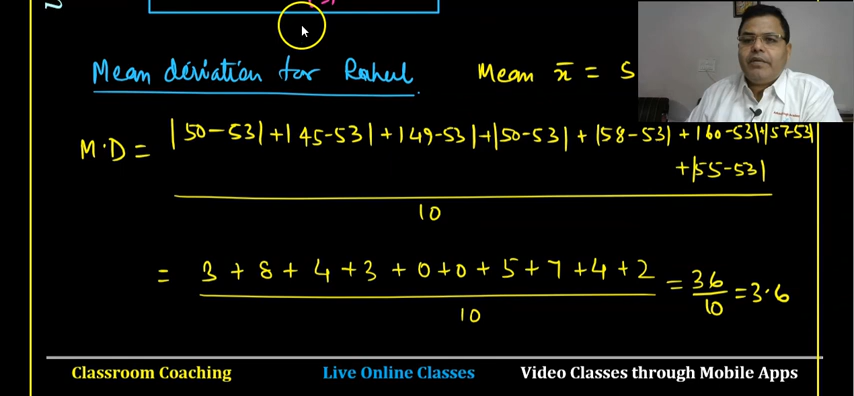 Mean deviation for Rahul.
Mean x̄ = 5
M.D = |50-53| + |45-53| + |49-53| + |50-53| + |58-53| + |60-53| + |57-53|
+ |55-53|
10
= 3 + 8 + 4 + 3 + 0 + 0 + 5 + 7 + 4 + 2 = 36/10 = 3.6
10
Classroom Coaching Live Online Classes Video Classes through Mobile Apps